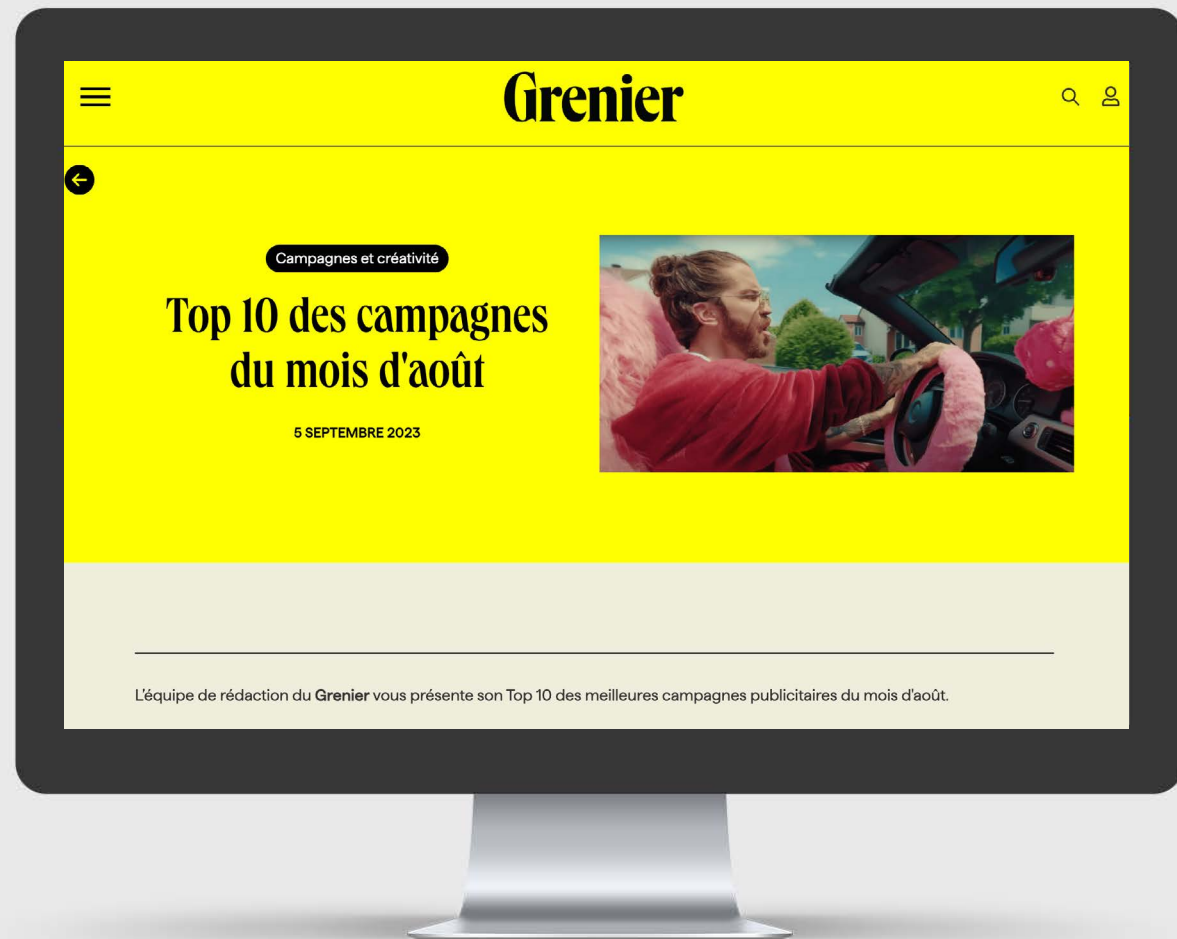 Grenier
Campagnes et créativité
Top 10 des campagnes
du mois d'août
5 SEPTEMBRE 2023
L'équipe de rédaction du Grenier vous présente son Top 10 des meilleures campagnes publicitaires du mois d'août.